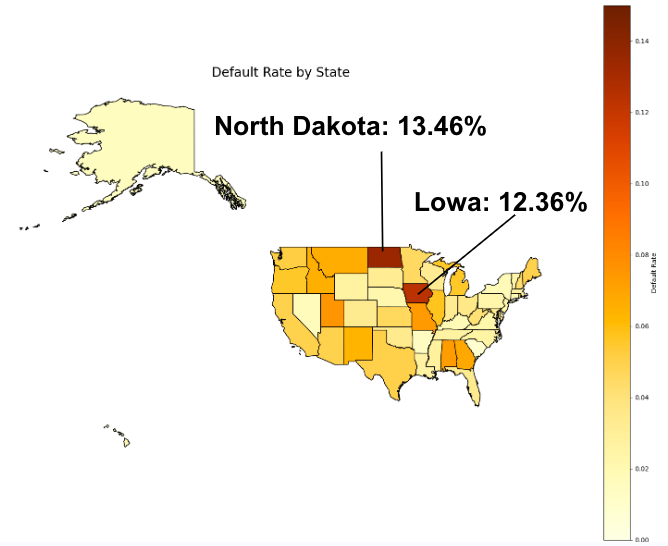 Default Rate by State
North Dakota: 13.46%
Lowa: 12.36%
0.14
0.12
0.10
0.08
0.06
0.04
0.02
0.00
Default Rate